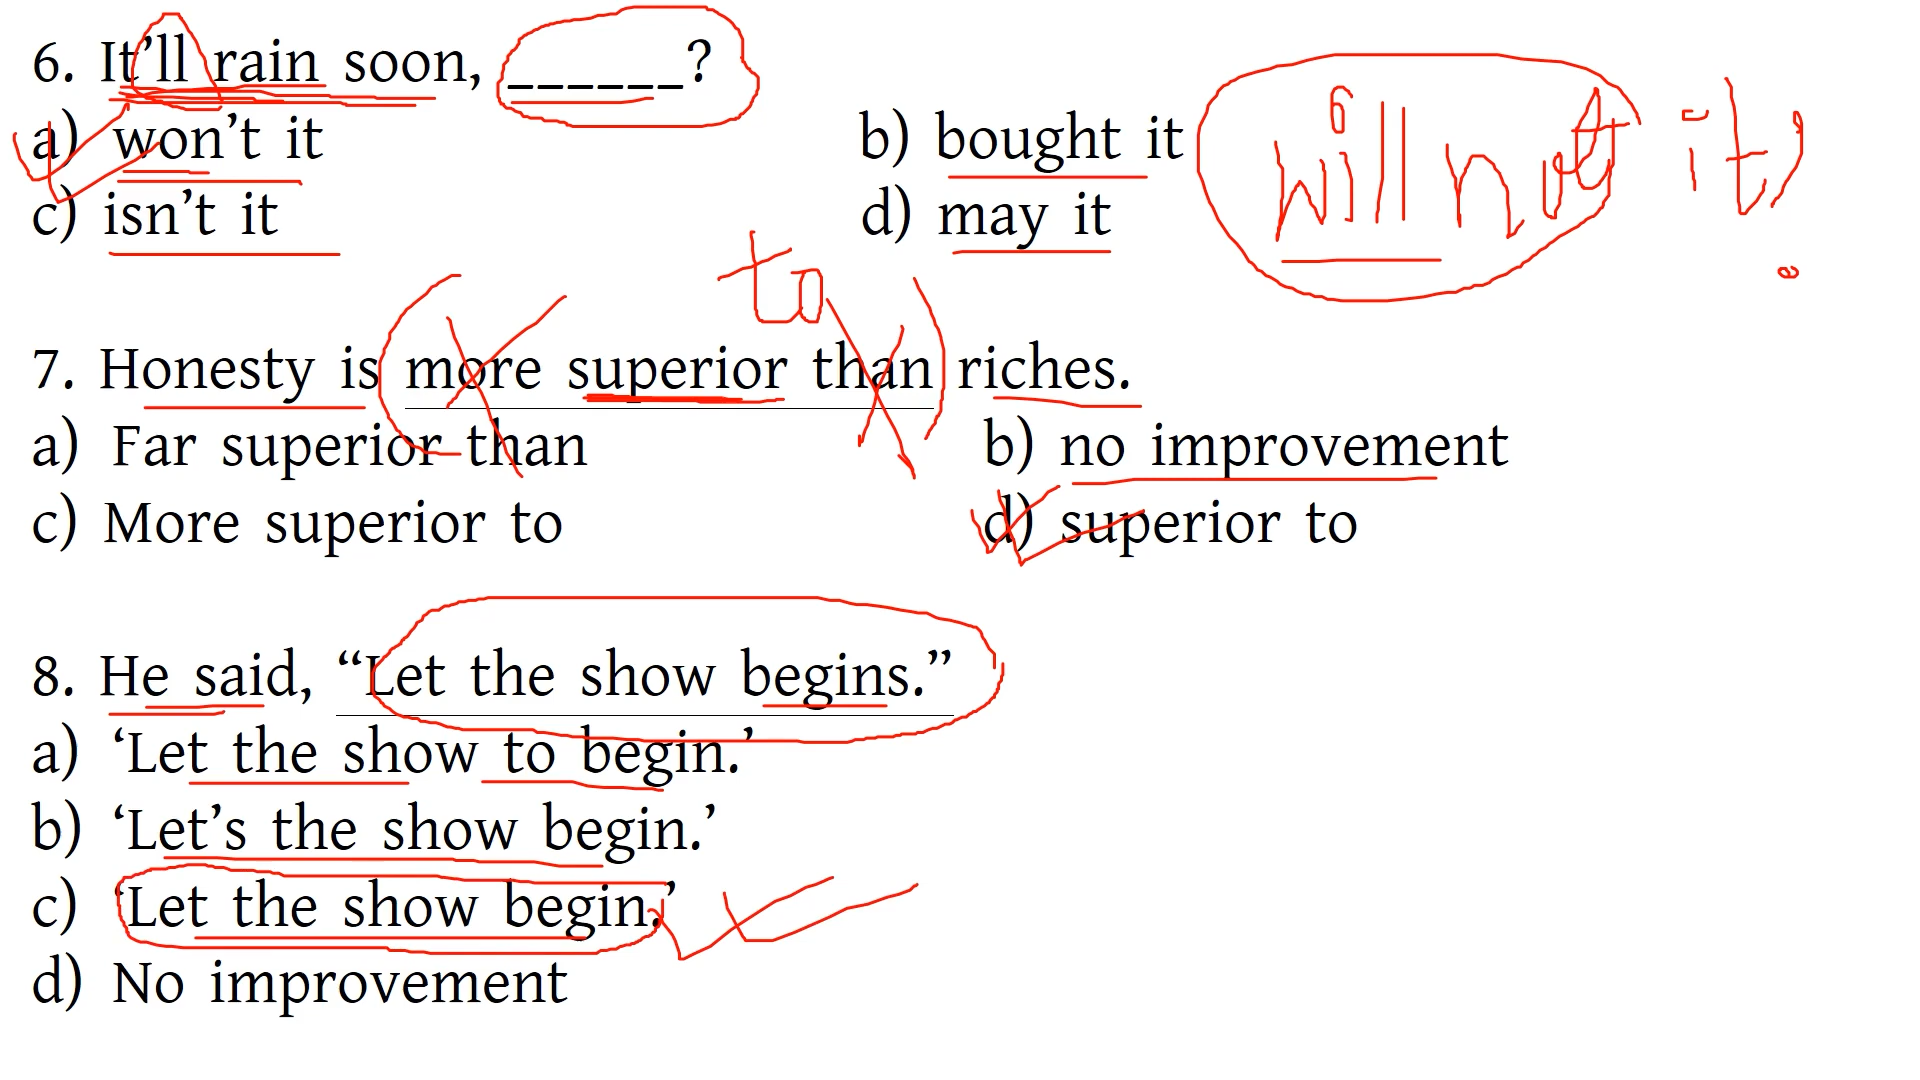 6. It’ll rain soon, ______?
a) won’t it
b) bought it
c) isn’t it
d) may it
will not it,
to
7. Honesty is more superior than riches.
a) Far superior than
b) no improvement
c) More superior to
d) superior to
8. He said, “Let the show begins.”
a) ‘Let the show to begin.’
b) ‘Let’s the show begin.’
c) ‘Let the show begin.’
d) No improvement